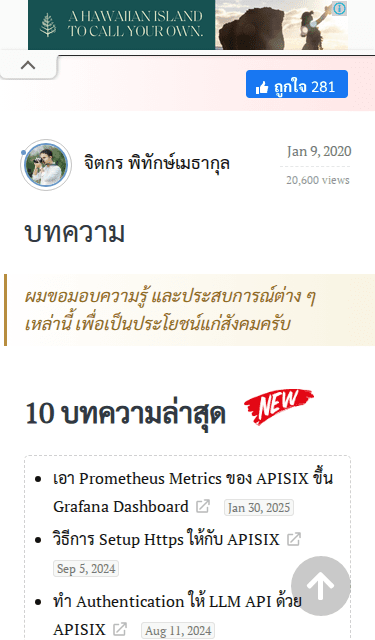 A HAWAIIAN ISLAND
TO CALL YOUR OWN.
ถูกใจ 281
จิตกร พิทักษ์เมธากุล
Jan 9, 2020
20,600 views
บทความ
ผมขอมอบความรู้ และประสบการณ์ต่าง ๆ
เหล่านี้ เพื่อเป็นประโยชน์แก่สังคมครับ
10 บทความล่าสุด NEW
เอา Prometheus Metrics ของ APISIX ขึ้น
Grafana Dashboard Jan 30, 2025
วิธีการ Setup Https ให้กับ APISIX
Sep 5, 2024
ทำ Authentication ให้ LLM API ด้วย
APISIX Aug 11, 2024